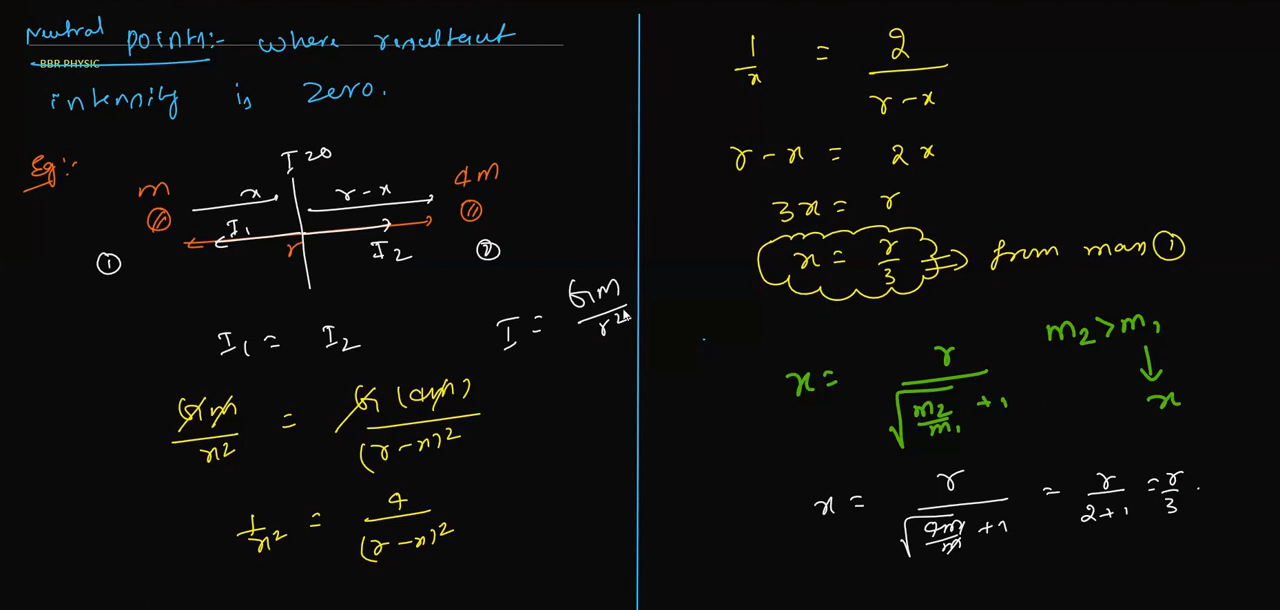 Neutral points:- where resultaut
BBR PHYSIC
intensity is zero.
Eg:-
I=0
m x r-x 4m
I1 r I2
① ②
I1 = I2
I = Gm/r²
Gm/x² = G(4m)/(r-x)²
1/x² = 4/(r-x)²
1/x = 2/(r-x)
r-x = 2x
3x = r
x = r/3 ⇒ from mass ①
m2>m1
↓
x
x = r/(√(m2/m1) +1)
x = r/(√(4m/m) +1) = r/(2+1) = r/3.